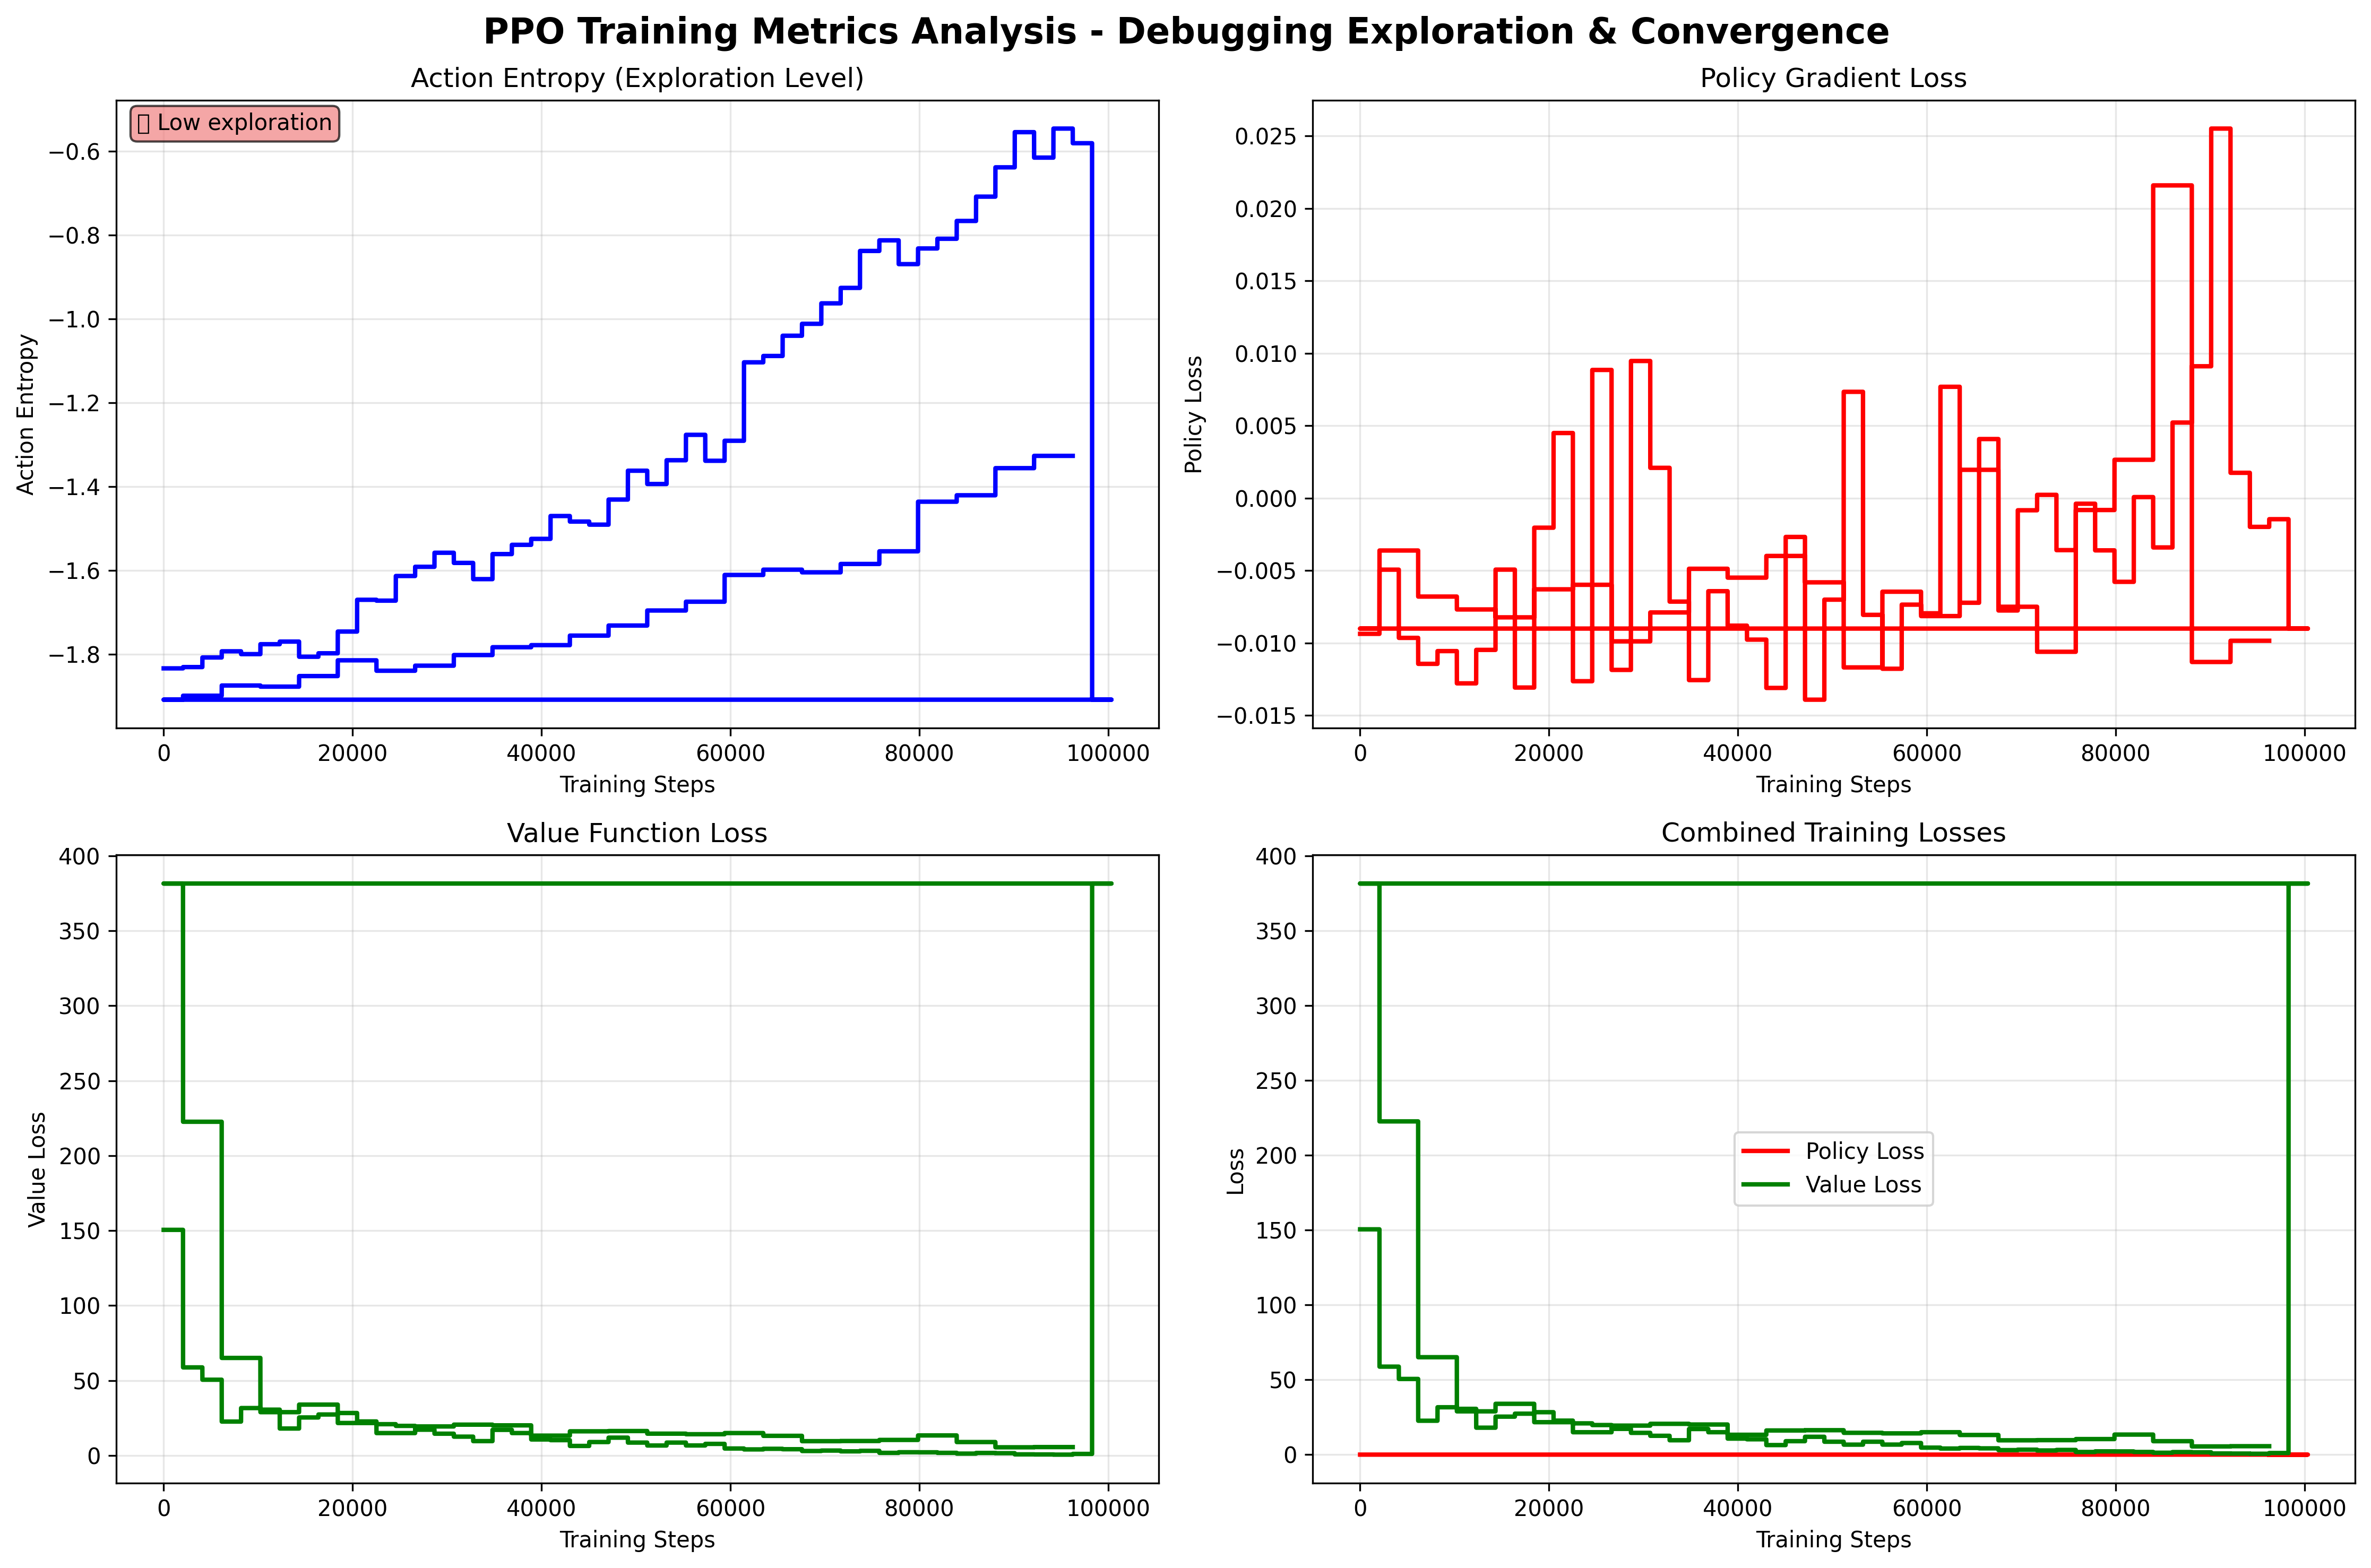 PPO Training Metrics Analysis - Debugging Exploration & Convergence
Action Entropy (Exploration Level)
▯ Low exploration
Action Entropy
−0.6
−0.8
−1.0
−1.2
−1.4
−1.6
−1.8
0 20000 40000 60000 80000 100000
Training Steps
Policy Gradient Loss
Policy Loss
0.025
0.020
0.015
0.010
0.005
0.000
−0.005
−0.010
−0.015
0 20000 40000 60000 80000 100000
Training Steps
Value Function Loss
Value Loss
400
350
300
250
200
150
100
50
0
0 20000 40000 60000 80000 100000
Training Steps
Combined Training Losses
Loss
400
350
300
250
200
150
100
50
0
Policy Loss
Value Loss
0 20000 40000 60000 80000 100000
Training Steps